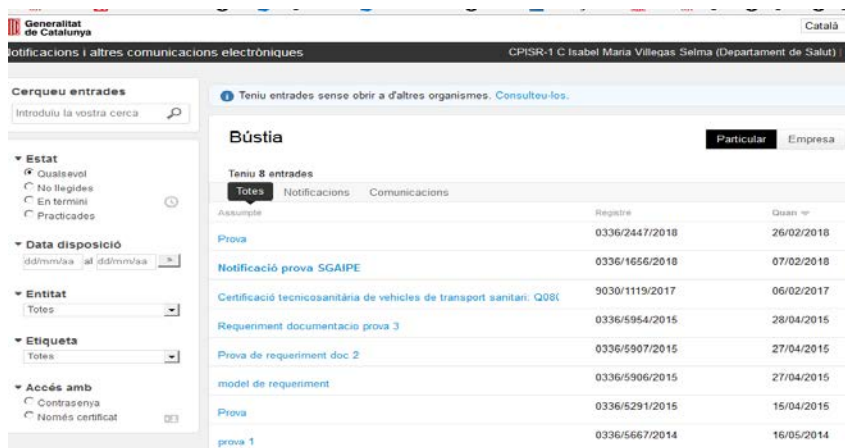 Generalitat
de Catalunya
Català
Notificacions i altres comunicacions electròniques
CPISR-1 C Isabel Maria Villegas Selma (Departament de Salut)
Cerqueu entrades
Introduïu la vostra cerca
Estat
Qualsevol
No llegides
En termini
Practicades
Data disposició
dd/mm/aa al dd/mm/aa >
Entitat
Totes
Etiqueta
Totes
Accés amb
Contrasenya
Només certificat
Teniu entrades sense obrir a d'altres organismes. Consulteu-los.
Bústia
Particular Empresa
Teniu 8 entrades
Totes Notificacions Comunicacions
Assumpte Registre Quan
Prova 0336/2447/2018 26/02/2018
Notificació prova SGAIPE 0336/1656/2018 07/02/2018
Certificació tecnicosanitària de vehicles de transport sanitari: Q080 9030/1119/2017 06/02/2017
Requeriment documentacio prova 3 0336/5954/2015 28/04/2015
Prova de requeriment doc 2 0336/5907/2015 27/04/2015
model de requeriment 0336/5906/2015 27/04/2015
Prova 0336/5291/2015 15/04/2015
prova 1 0336/5667/2014 16/05/2014